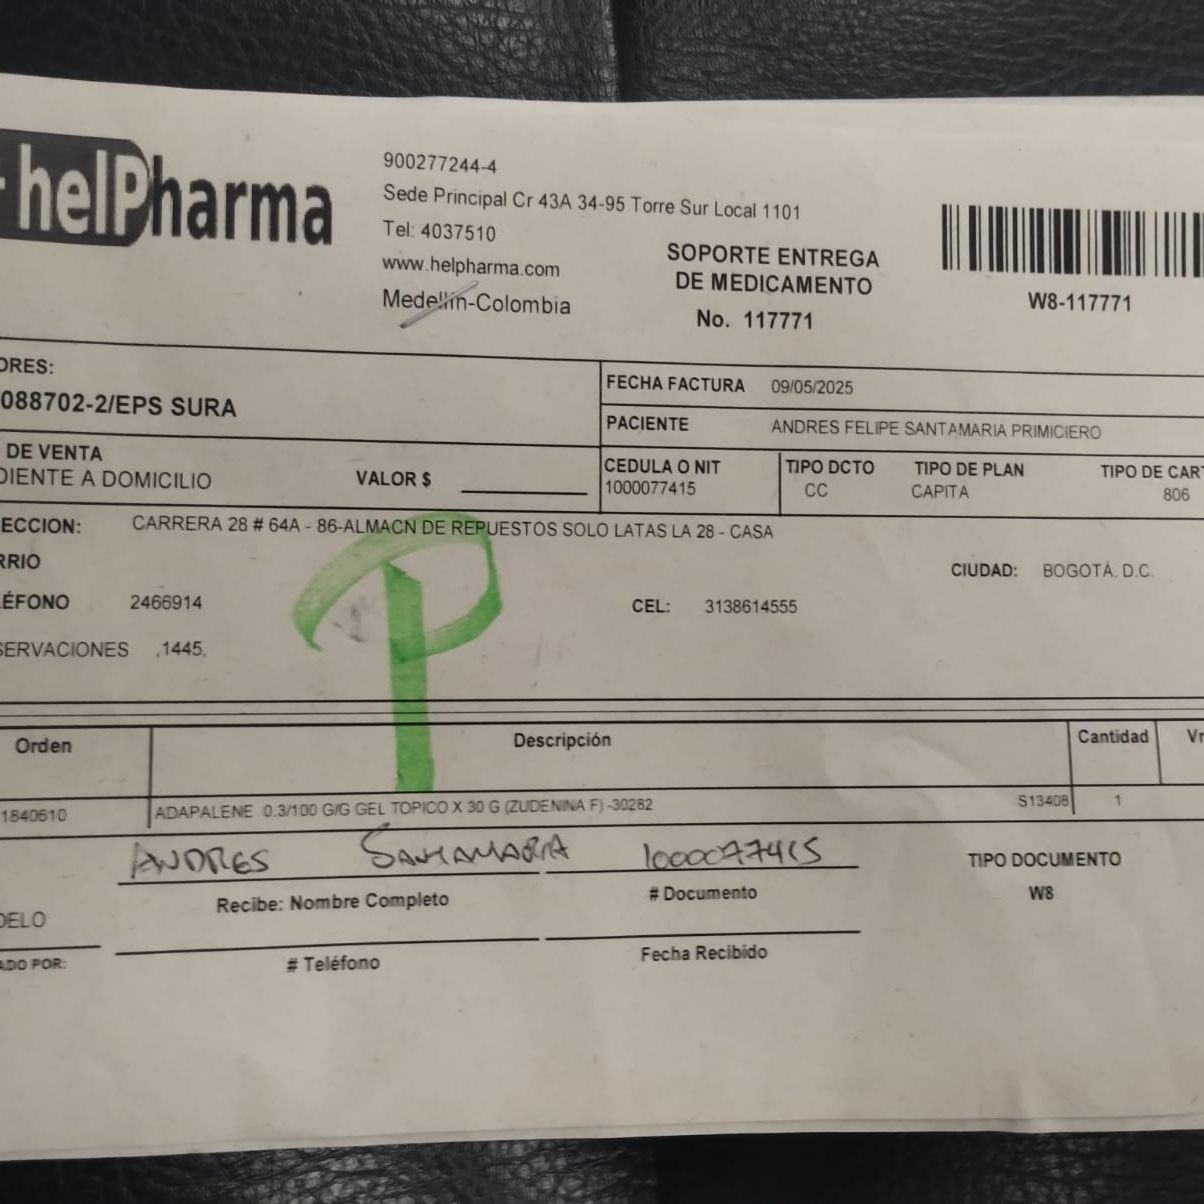 helPharma
900277244-4
Sede Principal Cr 43A 34-95 Torre Sur Local 1101
Tel: 4037510
www.helpharma.com
Medellin-Colombia
SOPORTE ENTREGA
DE MEDICAMENTO
No. 117771
W8-117771
ORES:
088702-2/EPS SURA
FECHA FACTURA 09/05/2025
PACIENTE ANDRES FELIPE SANTAMARIA PRIMICIERO
DE VENTA
DIENTE A DOMICILIO VALOR $
CEDULA O NIT TIPO DCTO TIPO DE PLAN TIPO DE CAR
1000077415 CC CAPITA 806
ECCION: CARRERA 28 # 64A - 86-ALMACN DE REPUESTOS SOLO LATAS LA 28 - CASA
RRIO CIUDAD: BOGOTÁ, D.C.
LÉFONO 2466914 CEL: 3138614555
SERVACIONES ,1445,
P
Orden Descripción Cantidad Vr
1840610 ADAPALENE 0.3/100 G/G GEL TOPICO X 30 G (ZUDENINA F) -30282 S13408 1
ANDRES SANTAMARIA 1000077415
Recibe: Nombre Completo # Documento TIPO DOCUMENTO
W8
DELO
ADO POR: # Teléfono Fecha Recibido